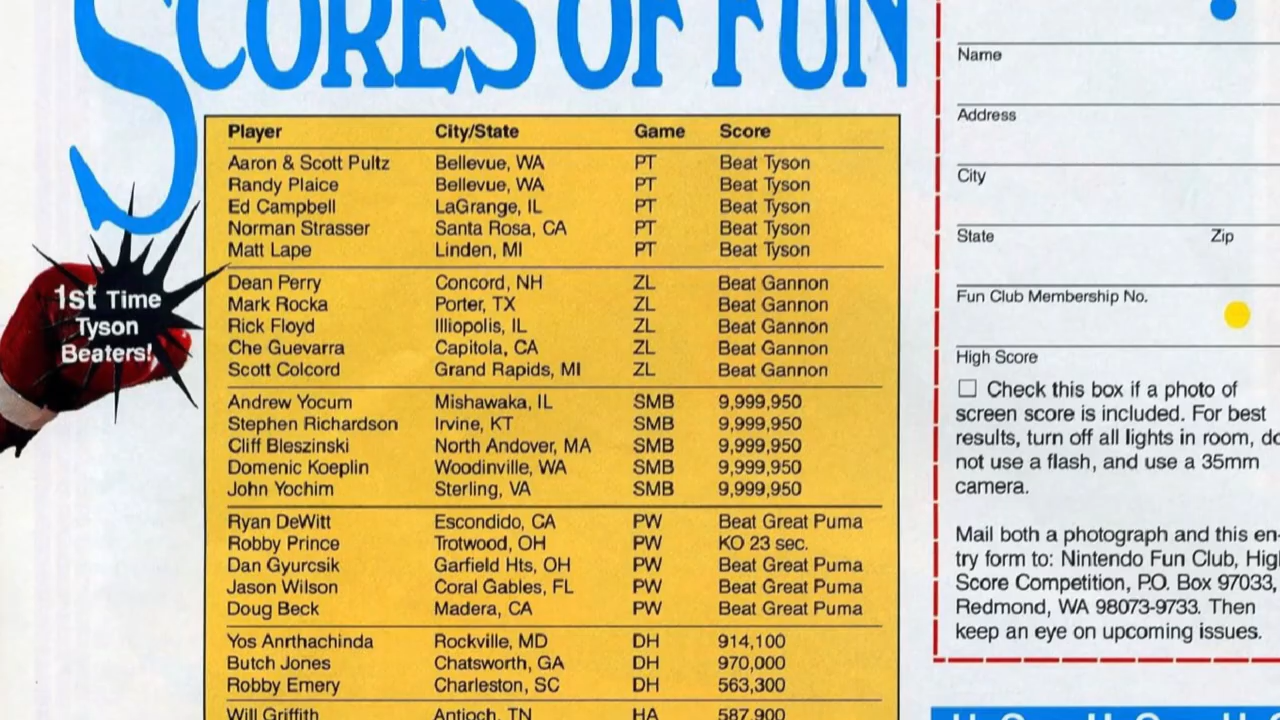 SCORES OF FUN
Player City/State Game Score
Aaron & Scott Pultz Bellevue, WA PT Beat Tyson
Randy Plaice Bellevue, WA PT Beat Tyson
Ed Campbell LaGrange, IL PT Beat Tyson
Norman Strasser Santa Rosa, CA PT Beat Tyson
Matt Lape Linden, MI PT Beat Tyson
Dean Perry Concord, NH ZL Beat Gannon
Mark Rocka Porter, TX ZL Beat Gannon
Rick Floyd Illiopolis, IL ZL Beat Gannon
Che Guevarra Capitola, CA ZL Beat Gannon
Scott Colcord Grand Rapids, MI ZL Beat Gannon
Andrew Yocum Mishawaka, IL SMB 9,999,950
Stephen Richardson Irvine, KT SMB 9,999,950
Cliff Bleszinski North Andover, MA SMB 9,999,950
Domenic Koeplin Woodinville, WA SMB 9,999,950
John Yochim Sterling, VA SMB 9,999,950
Ryan DeWitt Escondido, CA PW Beat Great Puma
Robby Prince Trotwood, OH PW KO 23 sec.
Dan Gyurcsik Garfield Hts, OH PW Beat Great Puma
Jason Wilson Coral Gables, FL PW Beat Great Puma
Doug Beck Madera, CA PW Beat Great Puma
Yos Anrthachinda Rockville, MD DH 914,100
Butch Jones Chatsworth, GA DH 970,000
Robby Emery Charleston, SC DH 563,300
Will Griffith Antioch, TN HA 587,900
1st Time
Tyson
Beaters!
Name
Address
City
State Zip
Fun Club Membership No.
High Score
Check this box if a photo of
screen score is included. For best
results, turn off all lights in room, do
not use a flash, and use a 35mm
camera.
Mail both a photograph and this en-
try form to: Nintendo Fun Club, High
Score Competition, P.O. Box 97033,
Redmond, WA 98073-9733. Then
keep an eye on upcoming issues.